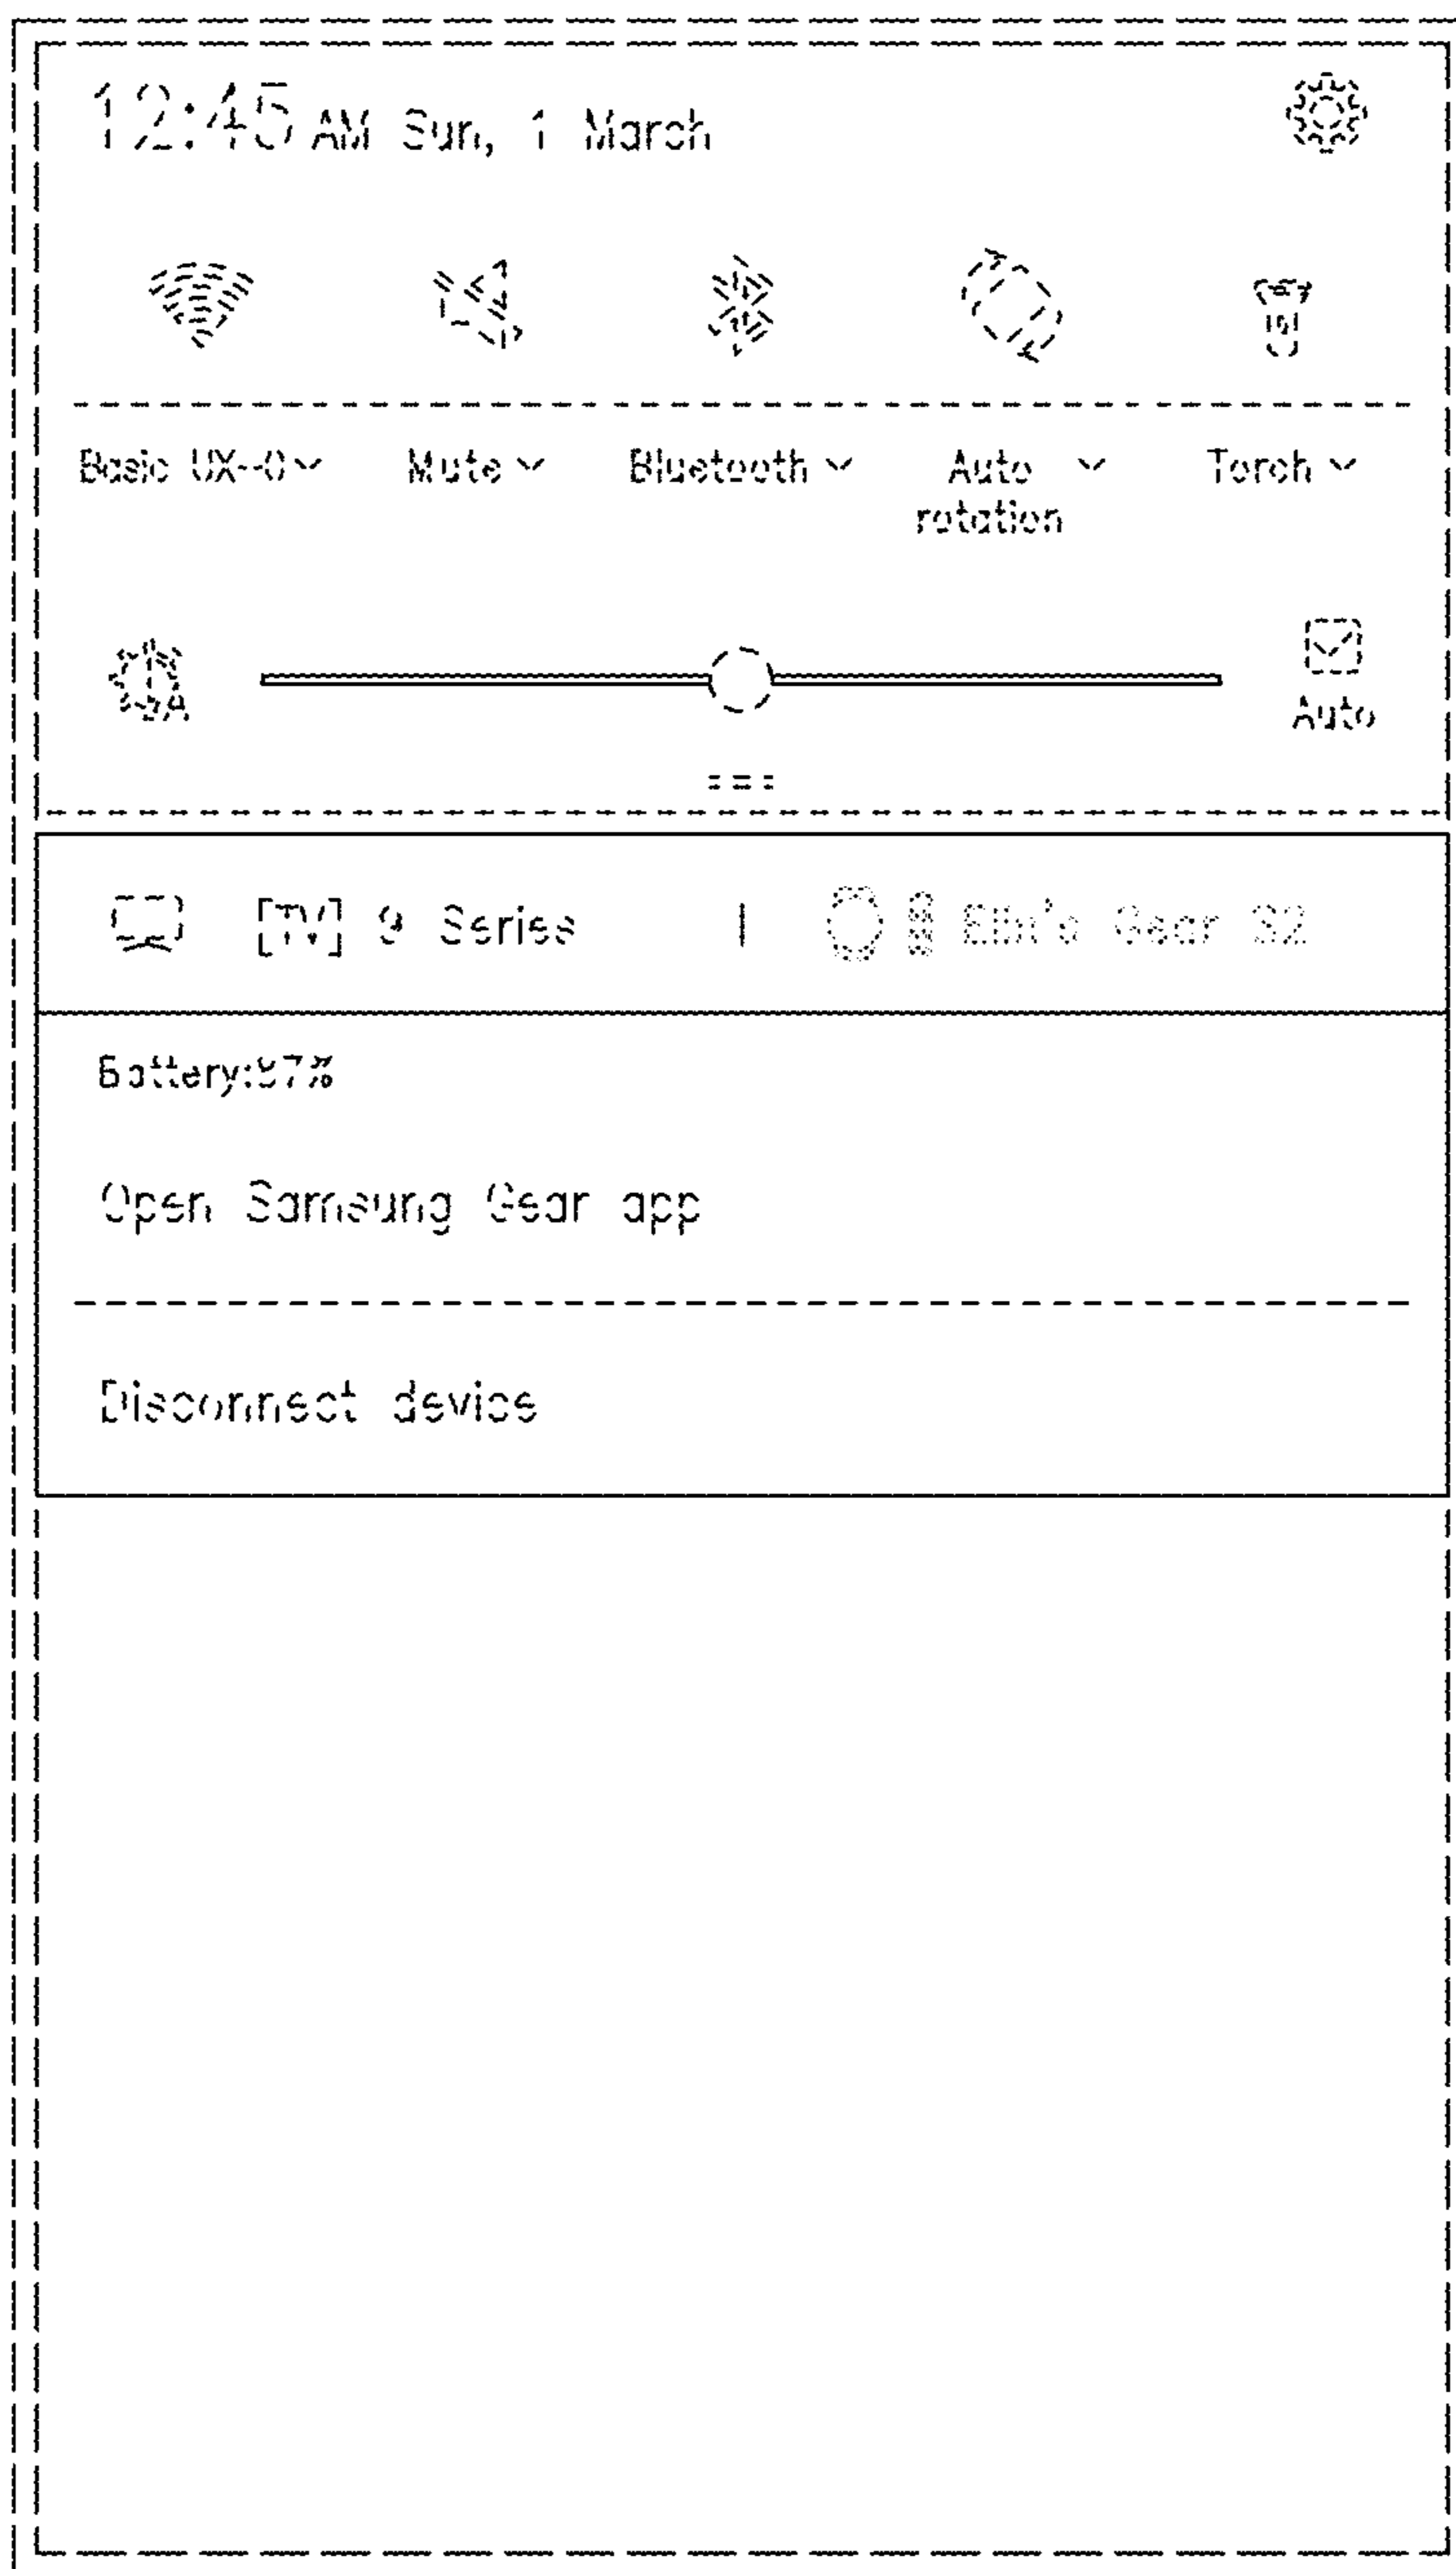 12:45 AM Sun, 1 March
Basic UX-0 Mute Bluetooth Auto rotation Torch
A
Auto
[TV] 9 Series | Gear S2
Battery:97%
Open Samsung Gear app
Disconnect device